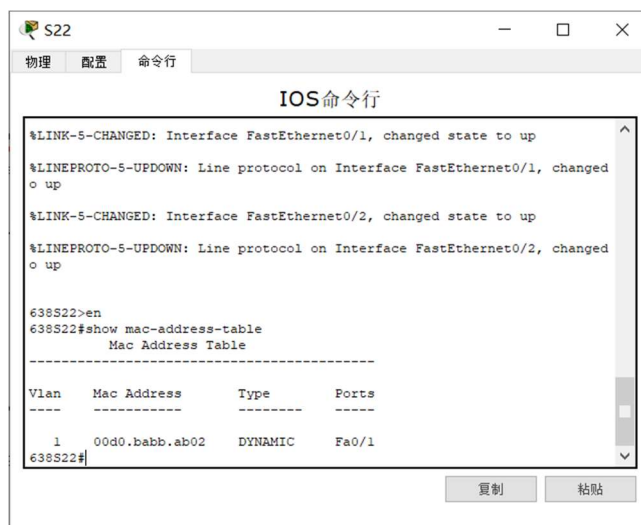 S22
物理 配置 命令行
IOS命令行
%LINK-5-CHANGED: Interface FastEthernet0/1, changed state to up
%LINEPROTO-5-UPDOWN: Line protocol on Interface FastEthernet0/1, changed
o up
%LINK-5-CHANGED: Interface FastEthernet0/2, changed state to up
%LINEPROTO-5-UPDOWN: Line protocol on Interface FastEthernet0/2, changed
o up
638S22>en
638S22#show mac-address-table
Mac Address Table
-------------------------------------------
Vlan Mac Address Type Ports
---- ----------- -------- -----
1 00d0.babb.ab02 DYNAMIC Fa0/1
638S22#
复制 粘贴